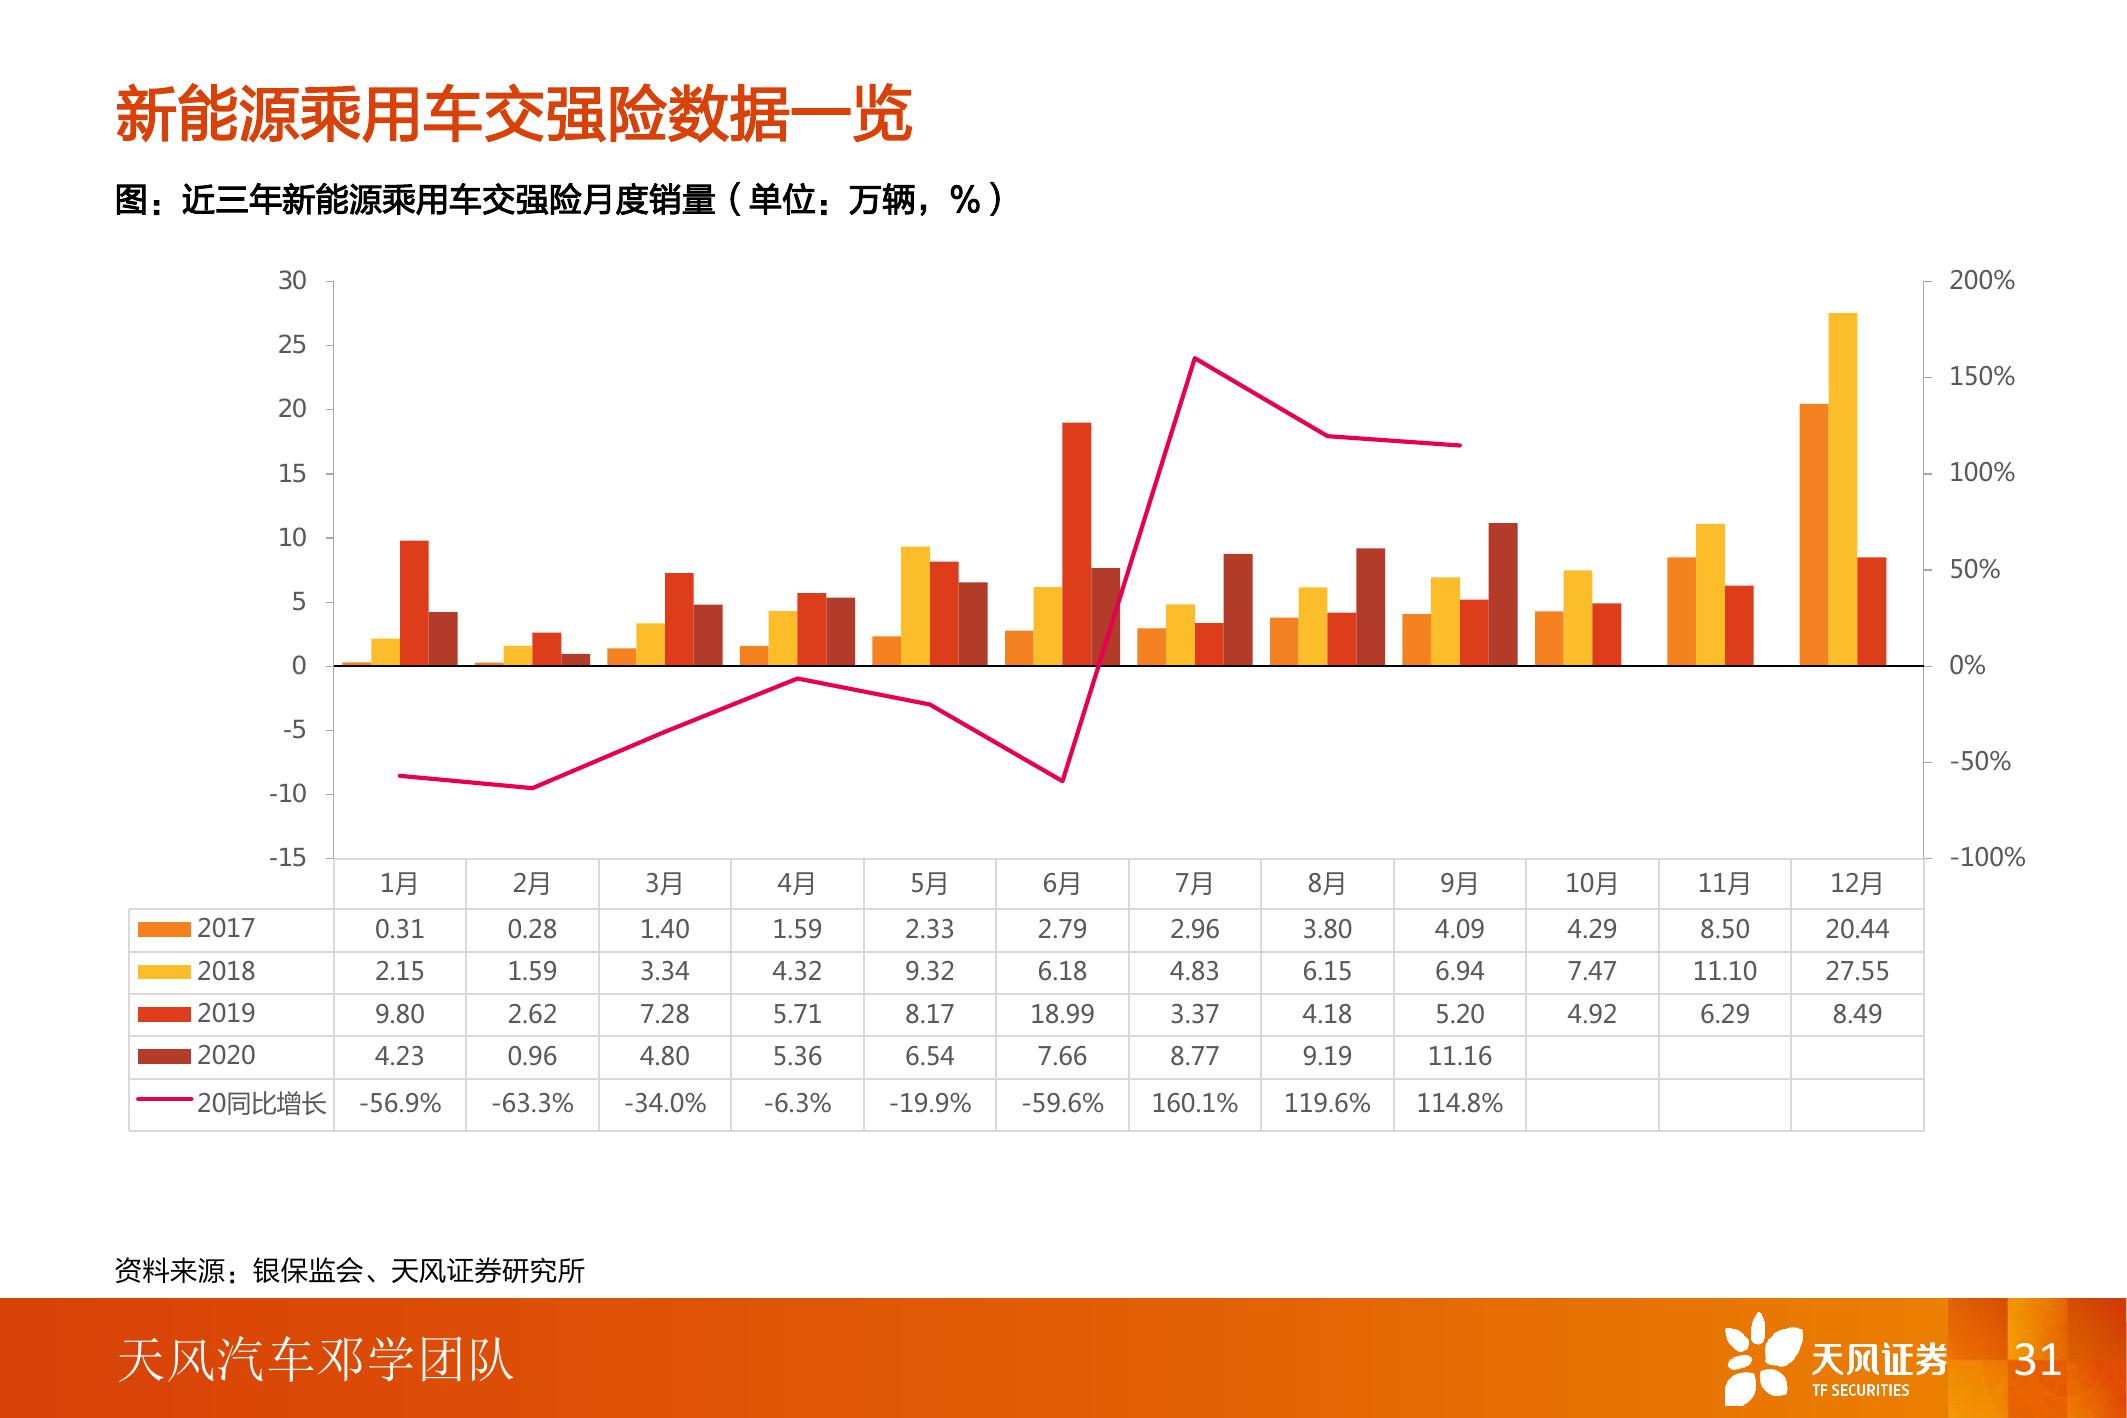 新能源乘用车交强险数据一览
图：近三年新能源乘用车交强险月度销量（单位：万辆，%）
30 200%
25 150%
20
15 100%
10 50%
5
0 0%
-5 -50%
-10
-15 -100%
1月 2月 3月 4月 5月 6月 7月 8月 9月 10月 11月 12月
2017 0.31 0.28 1.40 1.59 2.33 2.79 2.96 3.80 4.09 4.29 8.50 20.44
2018 2.15 1.59 3.34 4.32 9.32 6.18 4.83 6.15 6.94 7.47 11.10 27.55
2019 9.80 2.62 7.28 5.71 8.17 18.99 3.37 4.18 5.20 4.92 6.29 8.49
2020 4.23 0.96 4.80 5.36 6.54 7.66 8.77 9.19 11.16
20同比增长 -56.9% -63.3% -34.0% -6.3% -19.9% -59.6% 160.1% 119.6% 114.8%
资料来源：银保监会、天风证券研究所
天风汽车邓学团队
天风证券
TF SECURITIES
31